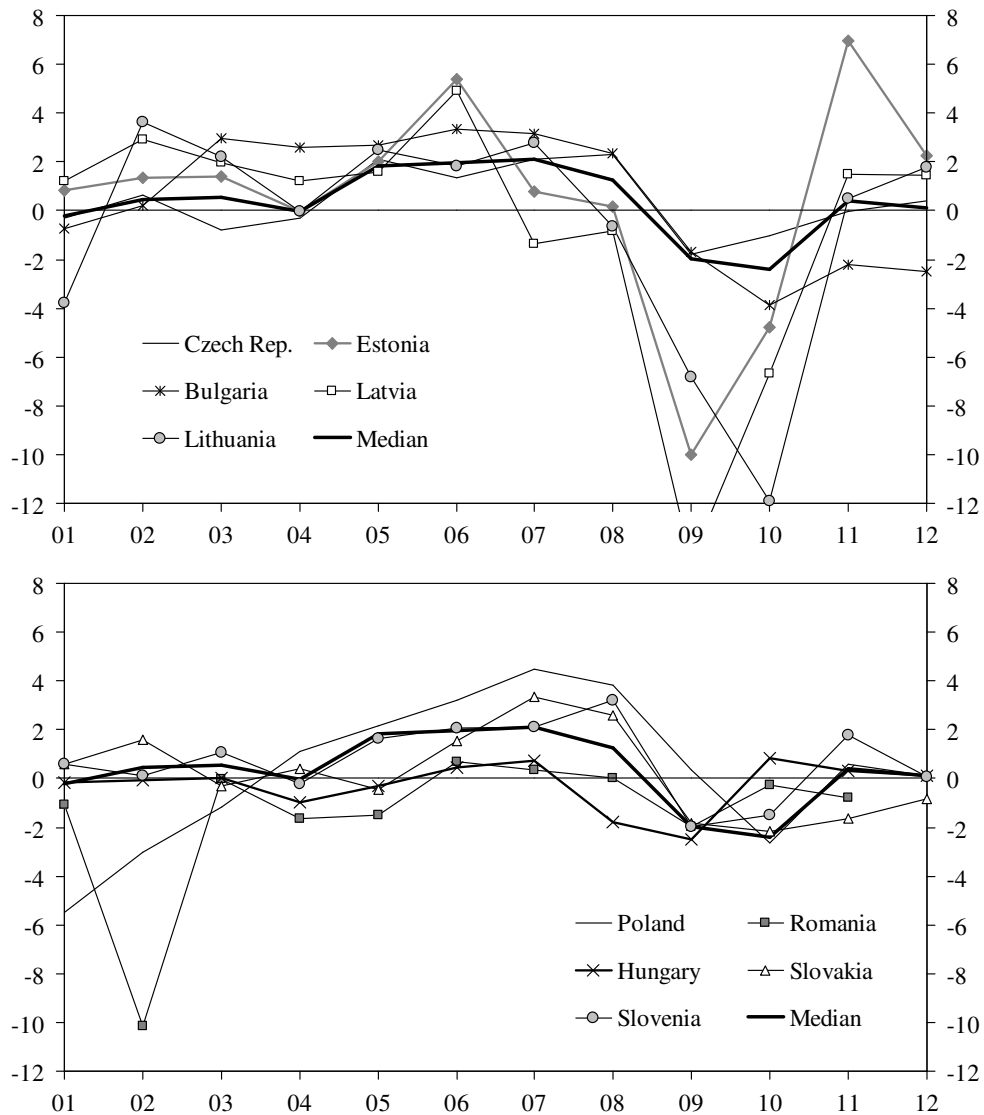 8 8
6 6
4 4
2 2
0 0
-2 -2
-4 -4
-6 -6
-8 -8
-10 -10
-12 -12
Czech Rep. Estonia
Bulgaria Latvia
Lithuania Median
01 02 03 04 05 06 07 08 09 10 11 12
8 8
6 6
4 4
2 2
0 0
-2 -2
-4 -4
-6 -6
-8 -8
-10 -10
-12 -12
Poland Romania
Hungary Slovakia
Slovenia Median
01 02 03 04 05 06 07 08 09 10 11 12